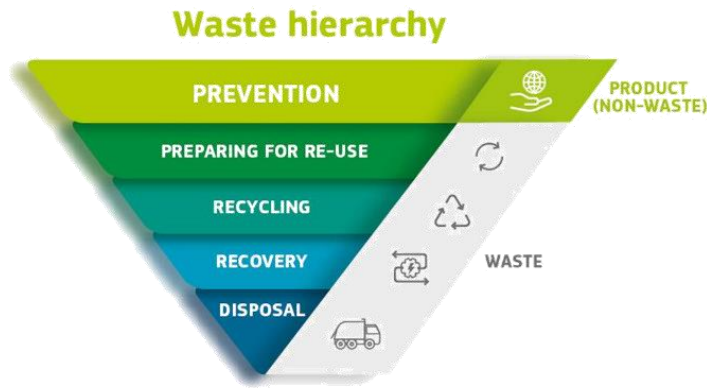 Waste hierarchy
PREVENTION
PRODUCT
(NON-WASTE)
PREPARING FOR RE-USE
RECYCLING
RECOVERY
WASTE
DISPOSAL